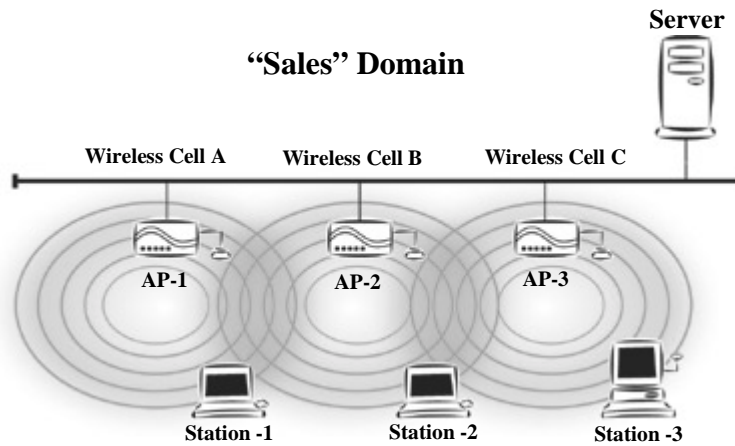 Server
“Sales” Domain
Wireless Cell A
Wireless Cell B
Wireless Cell C
AP-1
AP-2
AP-3
Station -1
Station -2
Station -3